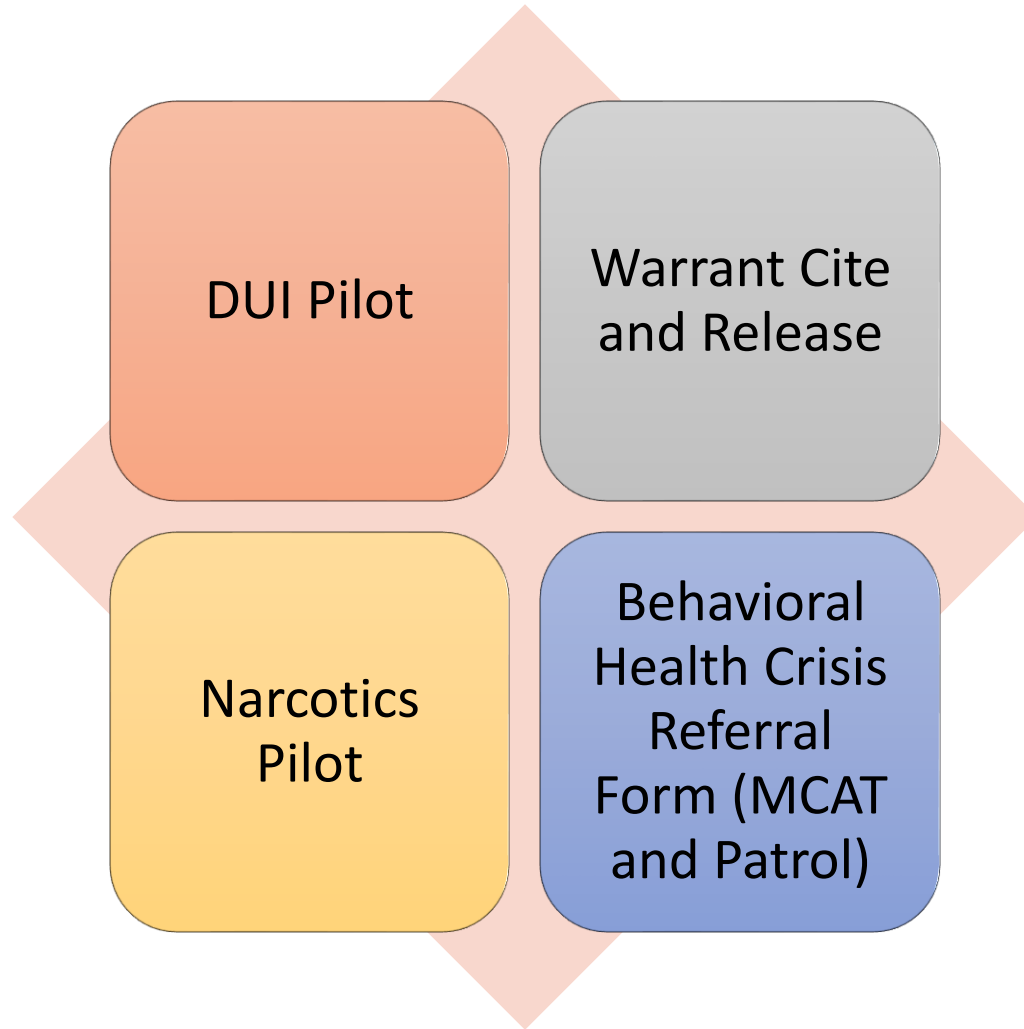 DUI Pilot
Warrant Cite
and Release
Narcotics
Pilot
Behavioral
Health Crisis
Referral
Form (MCAT
and Patrol)